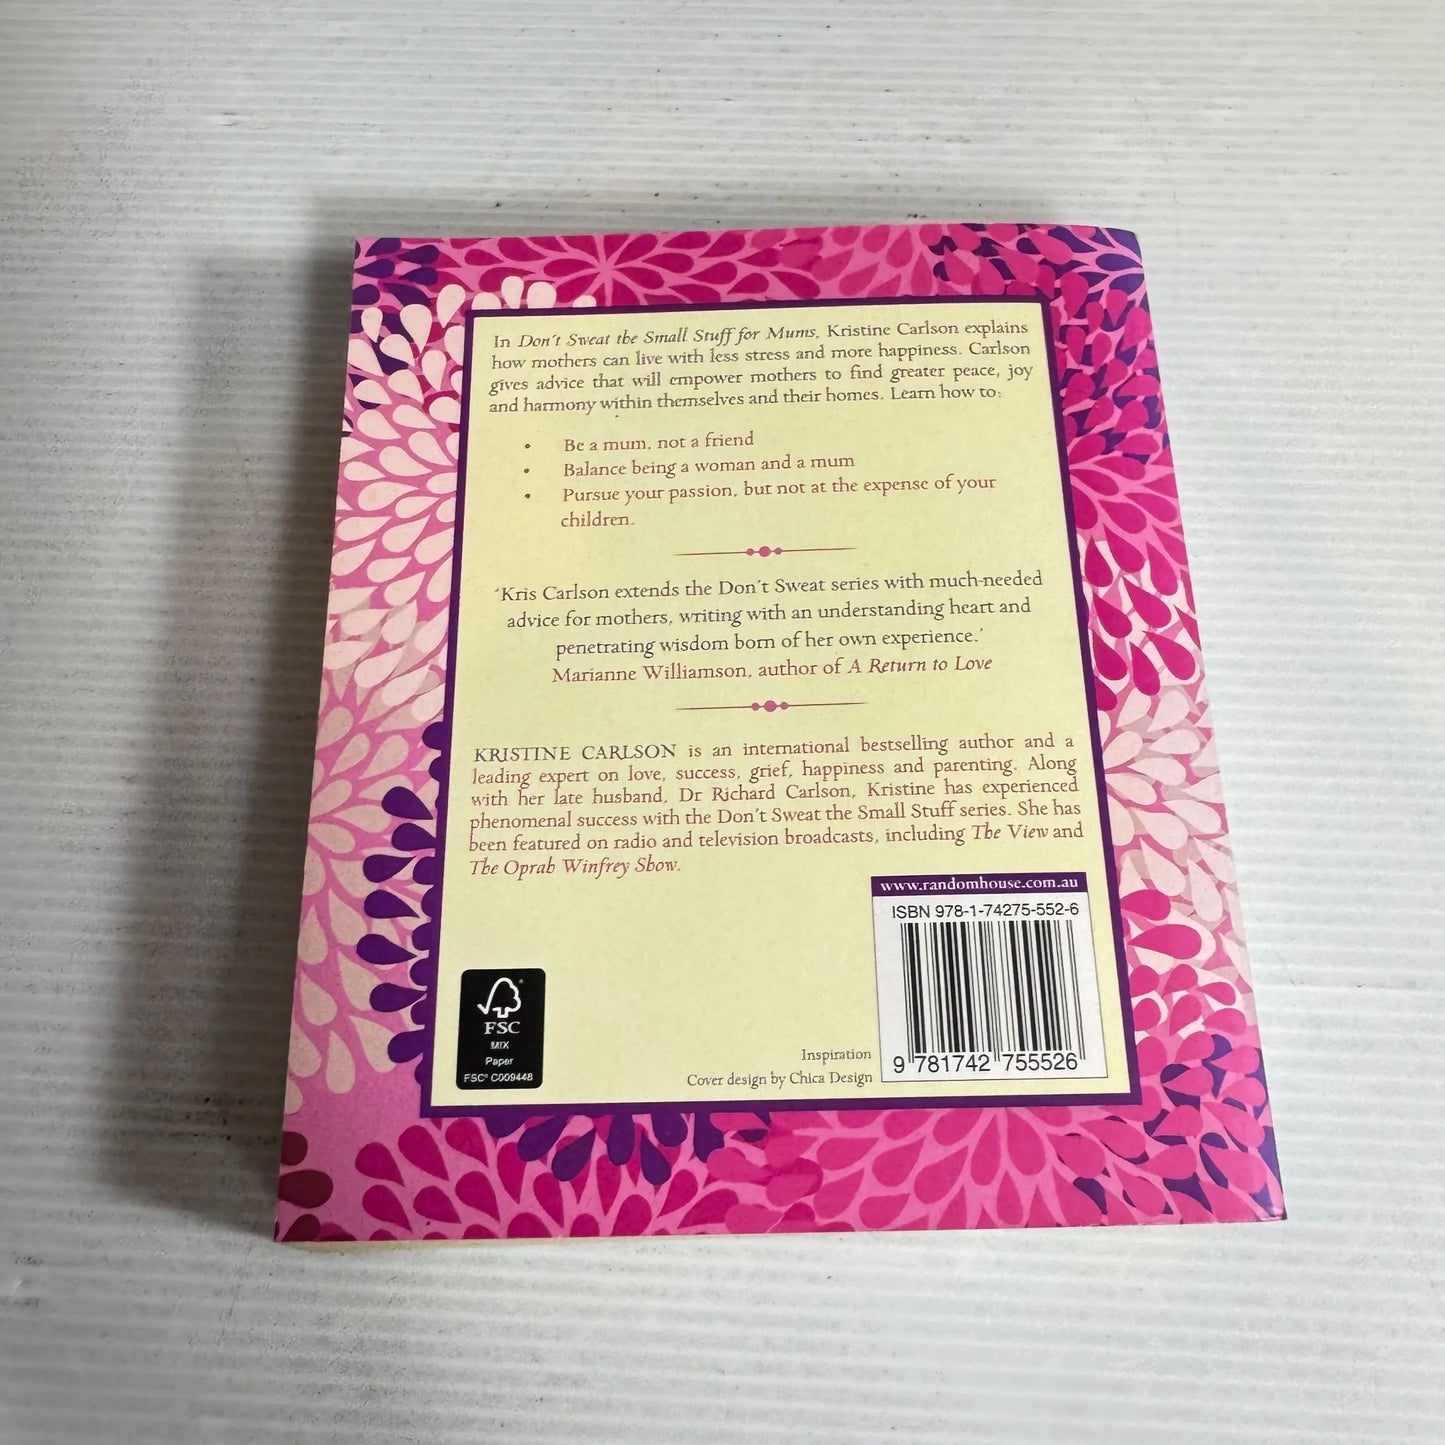 In Don't Sweat the Small Stuff for Mums, Kristine Carlson explains
how mothers can live with less stress and more happiness. Carlson
gives advice that will empower mothers to find greater peace, joy
and harmony within themselves and their homes. Learn how to:
• Be a mum, not a friend
• Balance being a woman and a mum
• Pursue your passion, but not at the expense of your
children.
'Kris Carlson extends the Don't Sweat series with much-needed
advice for mothers, writing with an understanding heart and
penetrating wisdom born of her own experience.'
Marianne Williamson, author of A Return to Love
KRISTINE CARLSON is an international bestselling author and a
leading expert on love, success, grief, happiness and parenting. Along
with her late husband, Dr Richard Carlson, Kristine has experienced
phenomenal success with the Don't Sweat the Small Stuff series. She has
been featured on radio and television broadcasts, including The View and
The Oprah Winfrey Show.
www.randomhouse.com.au
ISBN 978-1-74275-552-6
9 781742 755526
FSC
MIX
Paper
FSC® C009448
Inspiration
Cover design by Chica Design